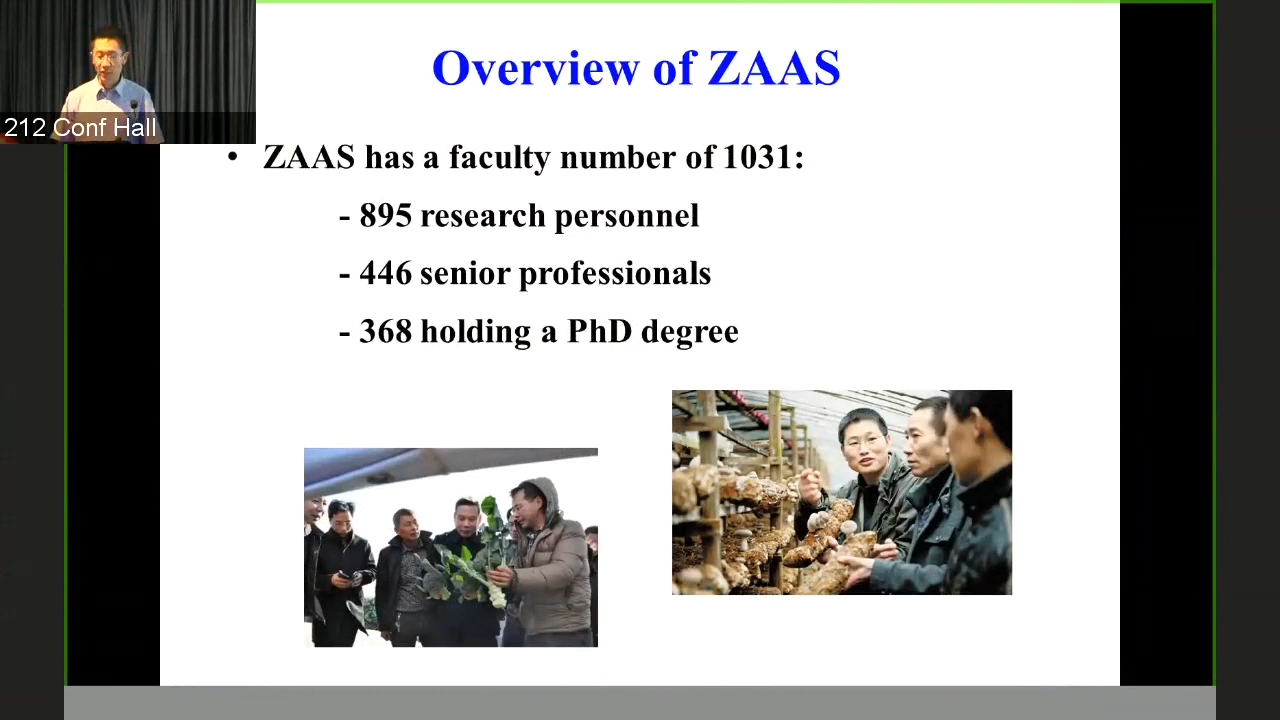 Overview of ZAAS
212 Conf Hall
• ZAAS has a faculty number of 1031:
- 895 research personnel
- 446 senior professionals
- 368 holding a PhD degree